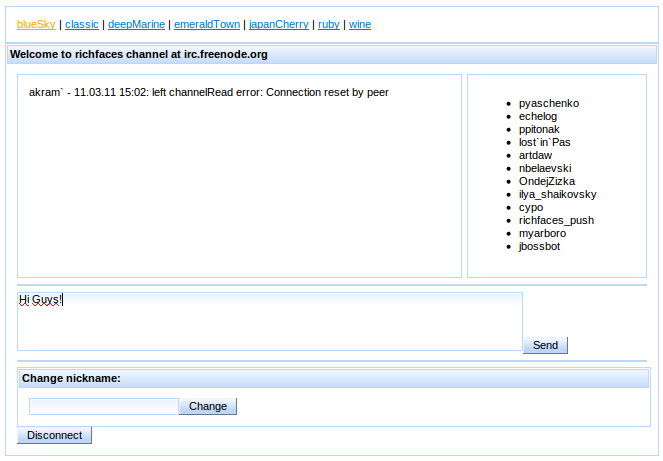 blueSky | classic | deepMarine | emeraldTown | japanCherry | ruby | wine
Welcome to richfaces channel at irc.freenode.org
akram` - 11.03.11 15:02: left channelRead error: Connection reset by peer
pyaschenko
echelog
ppitonak
lost`in`Pas
artdaw
nbelaevski
OndejZizka
ilya_shaikovsky
cypo
richfaces_push
myarboro
jbossbot
Hi Guys!
Send
Change nickname:
Change
Disconnect